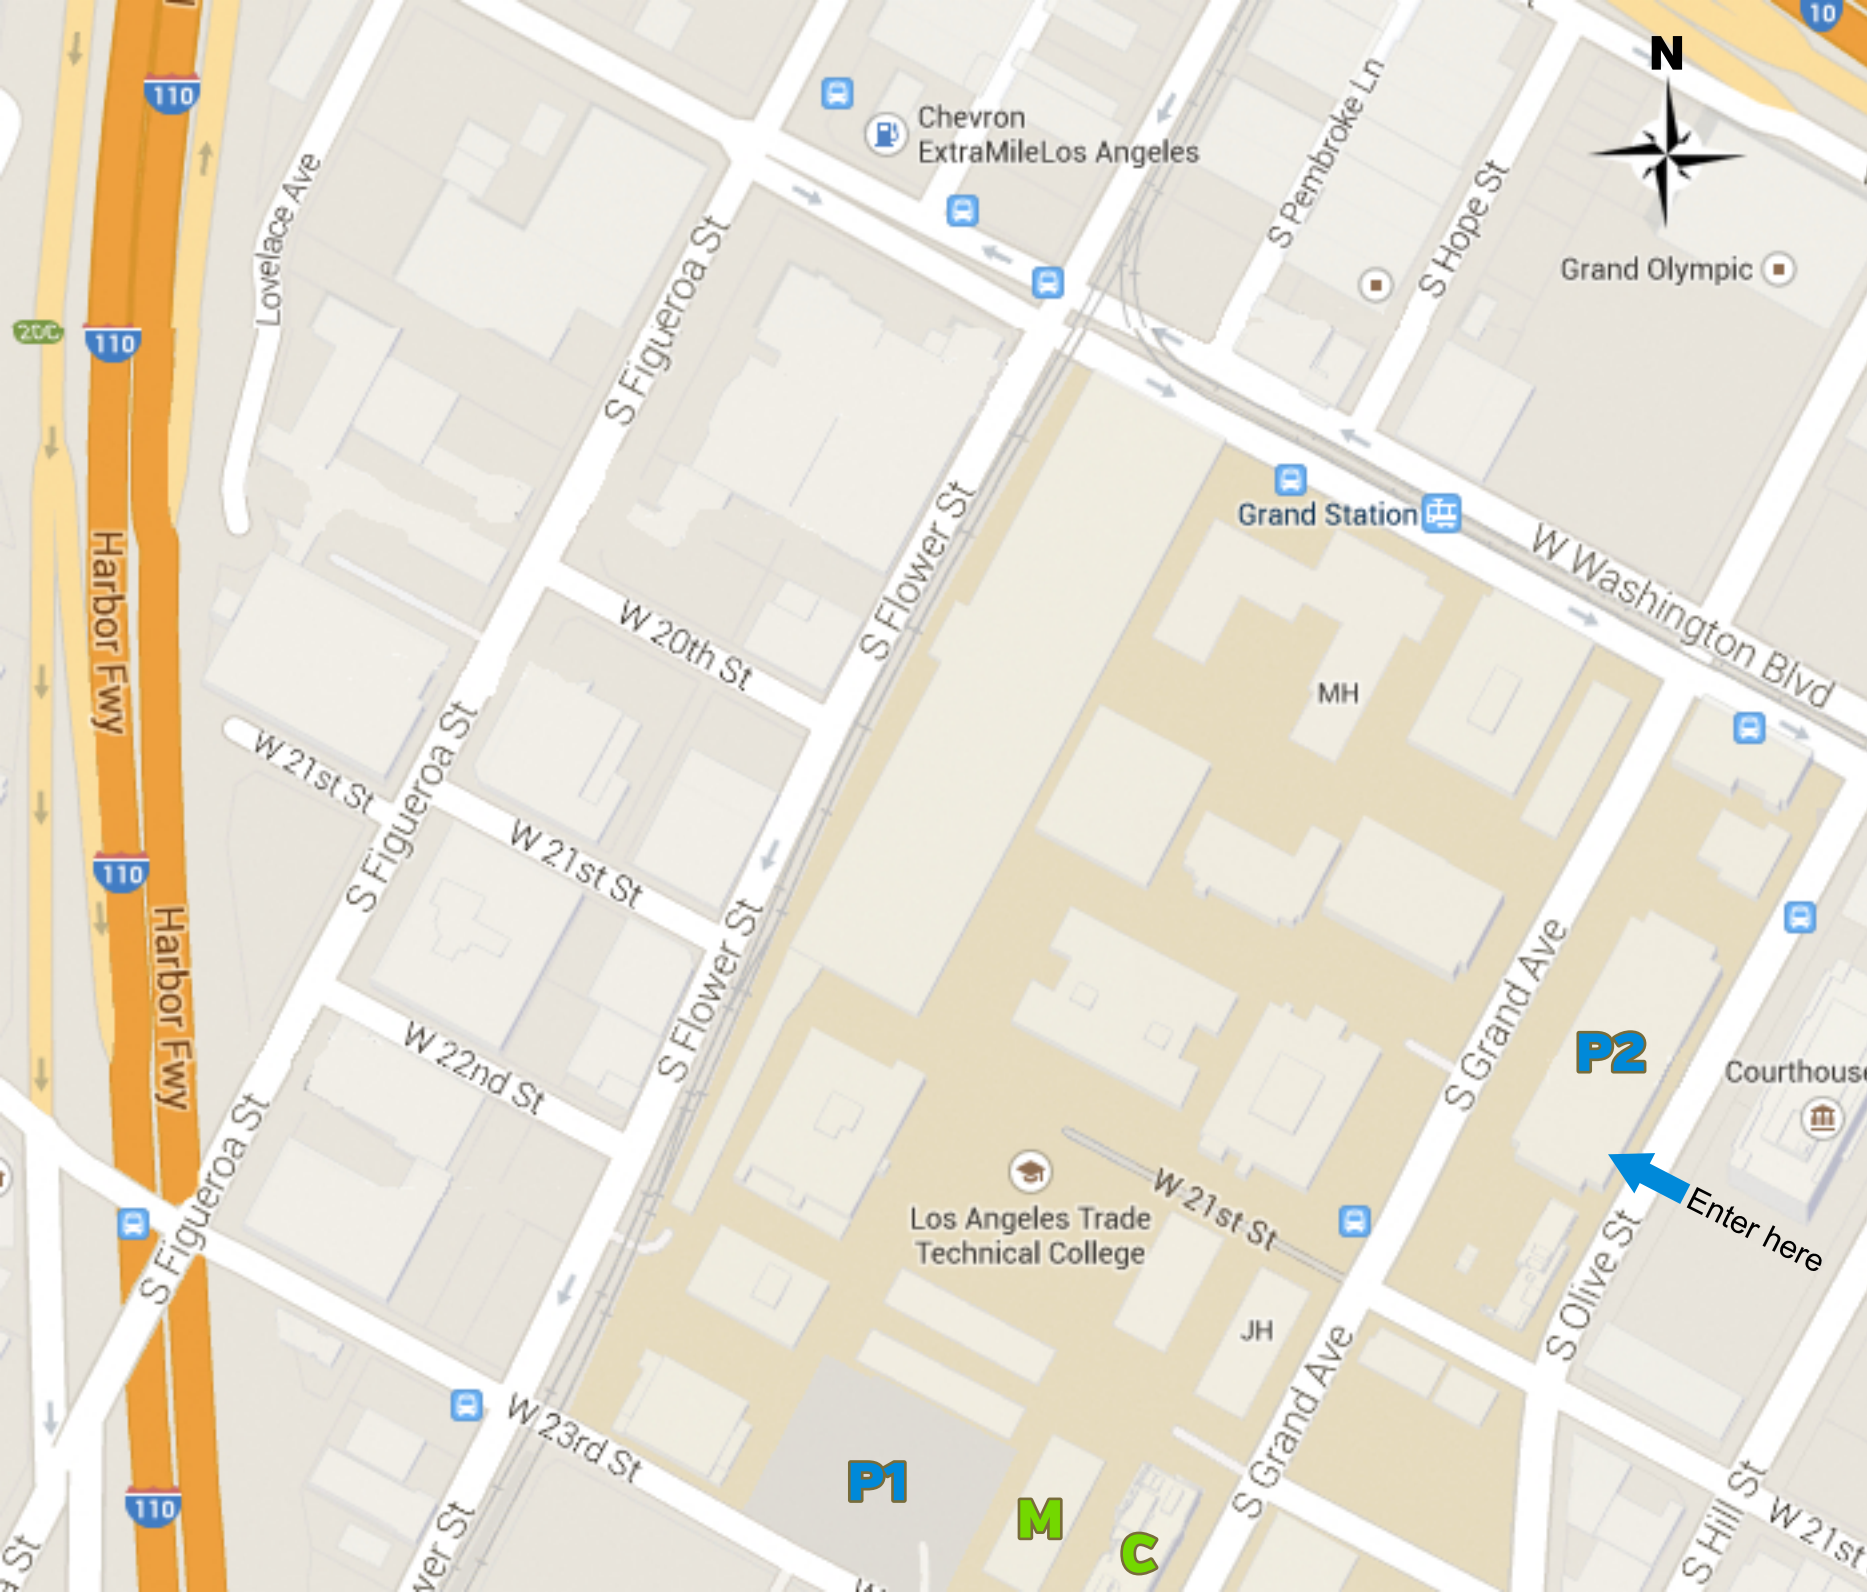 110
10
N
Chevron
ExtraMileLos Angeles
S Pembroke Ln
S Hope St
Lovelace Ave
S Figueroa St
Grand Olympic
110
Grand Station
S Flower St
W Washington Blvd
Harbor Fwy
W 20th St
MH
W 21st St
S Figueroa St
W 21st St
110
Harbor Fwy
S Flower St
S Grand Ave
W 22nd St
P2
Courthouse
S Figueroa St
W 21st St
Los Angeles Trade
Technical College
Enter here
S Olive St
JH
S Grand Ave
W 23rd St
P1
M
C
110
S Hill St
W 21st
wer St
St